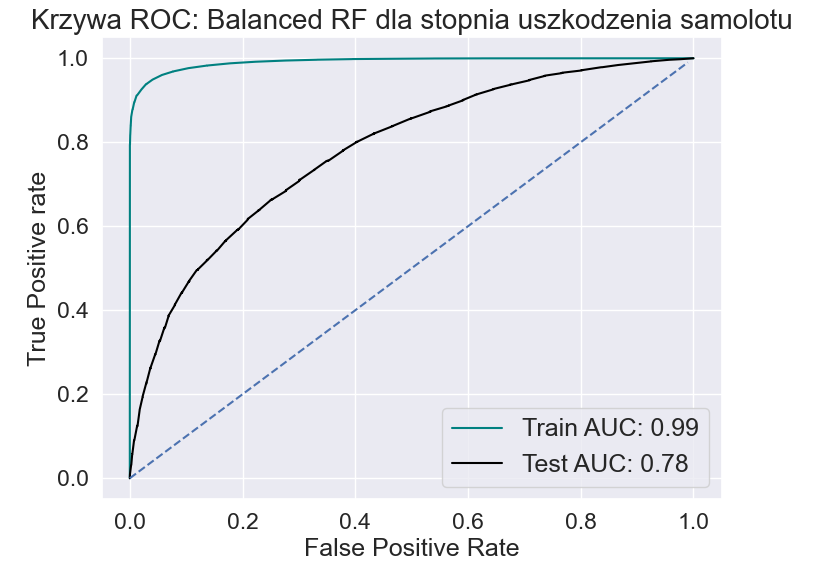 Krzywa ROC: Balanced RF dla stopnia uszkodzenia samolotu
1.0
0.8
0.6
0.4
0.2
0.0
True Positive rate
Train AUC: 0.99
Test AUC: 0.78
0.0 0.2 0.4 0.6 0.8 1.0
False Positive Rate